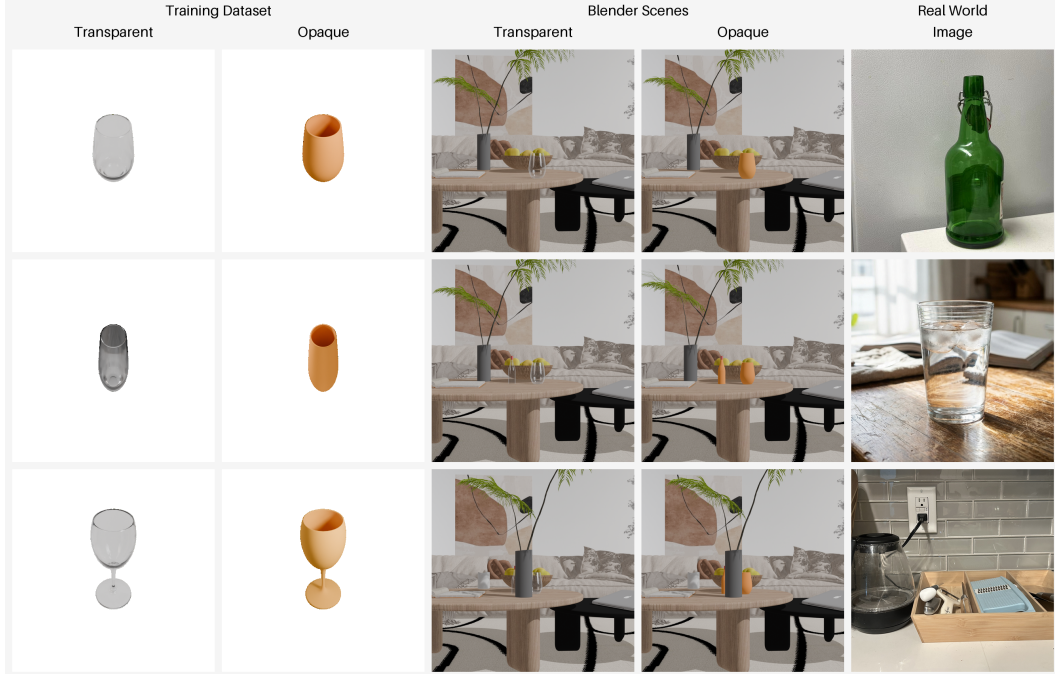 Training Dataset
Blender Scenes
Real World
Transparent
Opaque
Transparent
Opaque
Image